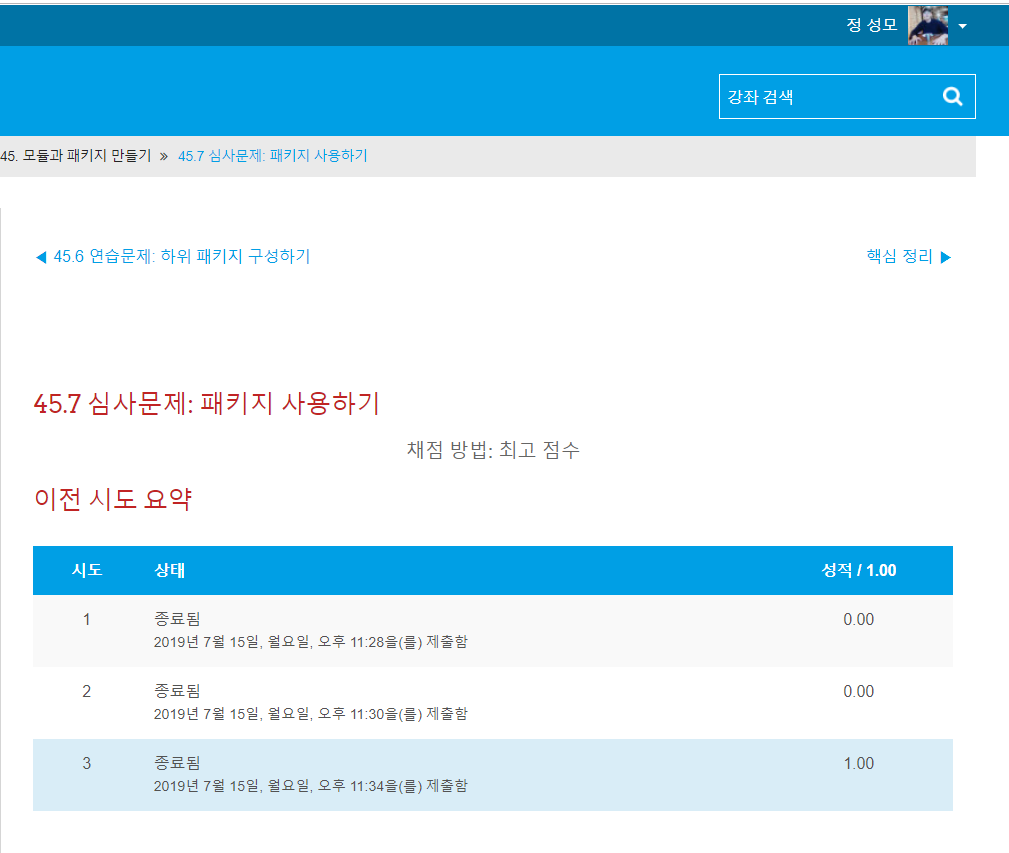 정 성모
강좌 검색
45. 모듈과 패키지 만들기 » 45.7 심사문제: 패키지 사용하기
◀ 45.6 연습문제: 하위 패키지 구성하기 핵심 정리 ▶
45.7 심사문제: 패키지 사용하기
채점 방법: 최고 점수
이전 시도 요약
시도 상태 성적 / 1.00
1 종료됨 0.00
2019년 7월 15일, 월요일, 오후 11:28을(를) 제출함
2 종료됨 0.00
2019년 7월 15일, 월요일, 오후 11:30을(를) 제출함
3 종료됨 1.00
2019년 7월 15일, 월요일, 오후 11:34을(를) 제출함